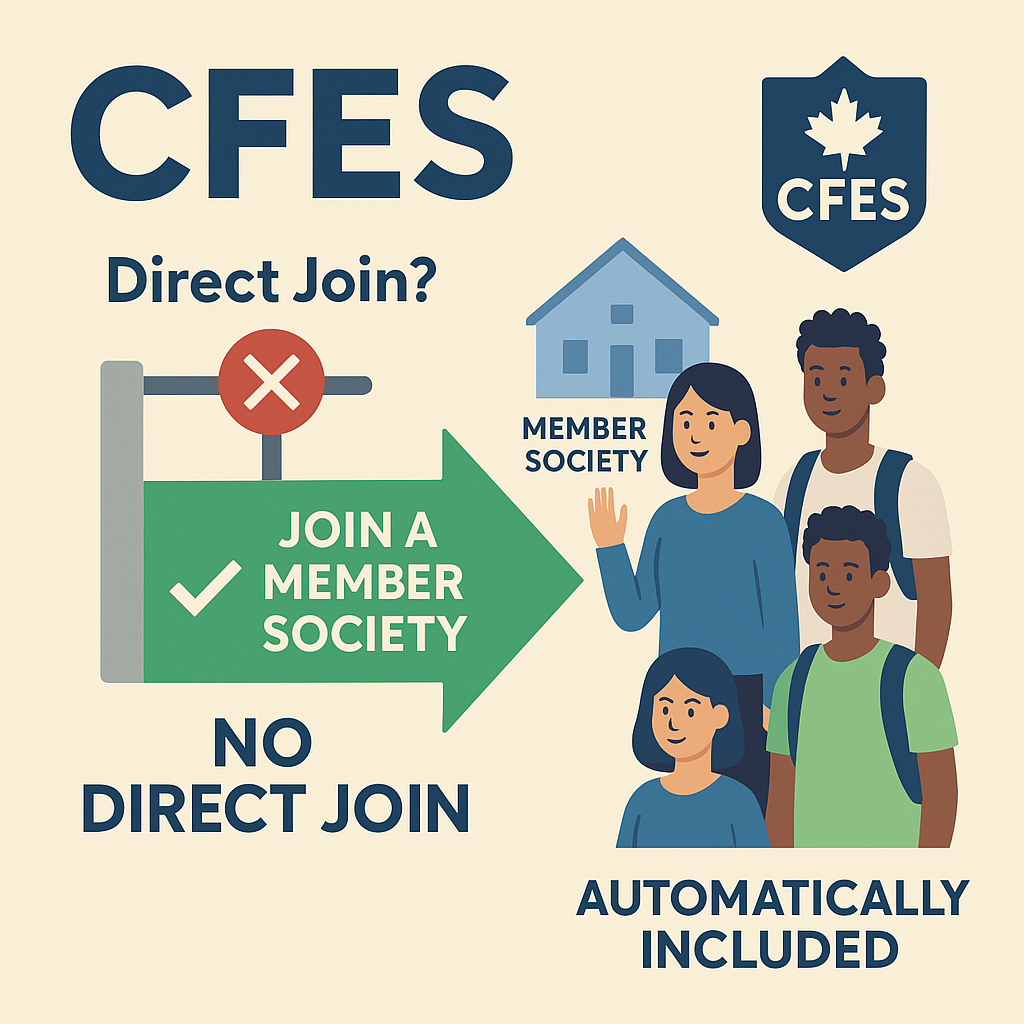 CFES
CFES
Direct Join?
MEMBER
SOCIETY
JOIN A
MEMBER
SOCIETY
NO
DIRECT JOIN
AUTOMATICALLY
INCLUDED